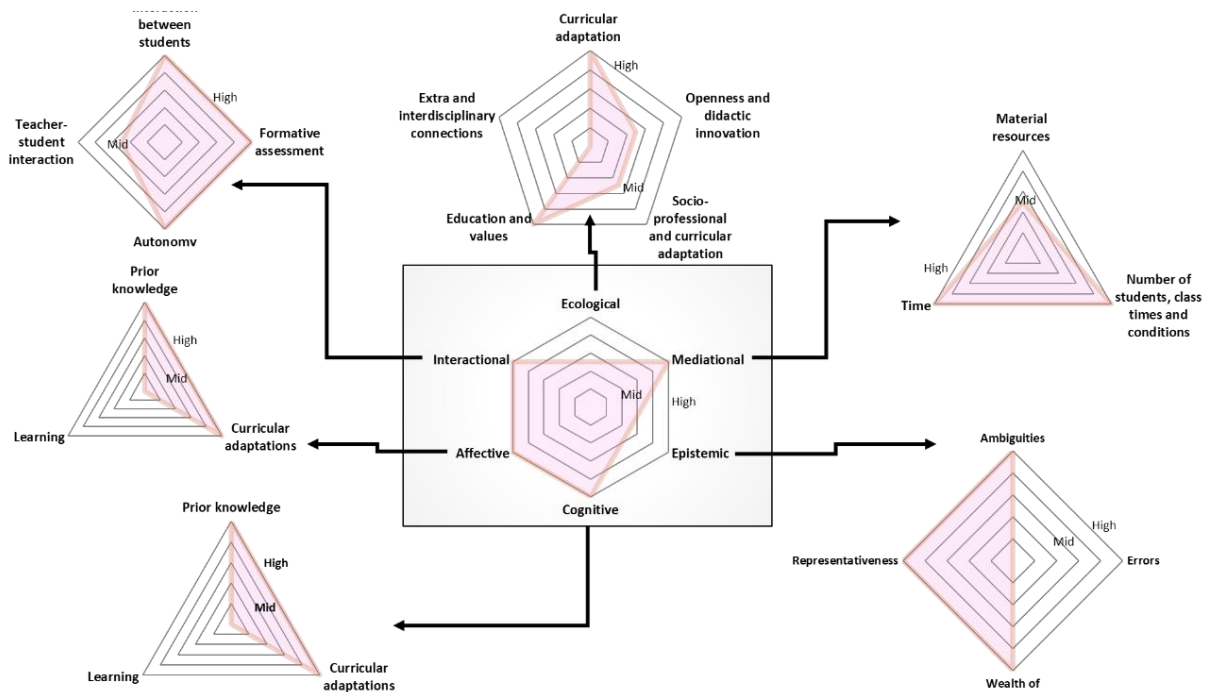 between
students
High
Teacher-
student
interaction
Mid
Formative
assessment
Autonomv
Curricular
adaptation
High
Extra and
interdisciplinary
connections
Openness and
didactic
innovation
Mid
Education and
values
Socio-
professional
and curricular
adaptation
Material
resources
Mid
High
Time
Number of
students, class
times and
conditions
Prior
knowledge
High
Mid
Learning
Curricular
adaptations
Ecological
Interactional
Mediational
Mid
High
Affective
Epistemic
Cognitive
Prior knowledge
High
Mid
Learning
Curricular
adaptations
Ambiguities
High
Mid
Representativeness
Errors
Wealth of